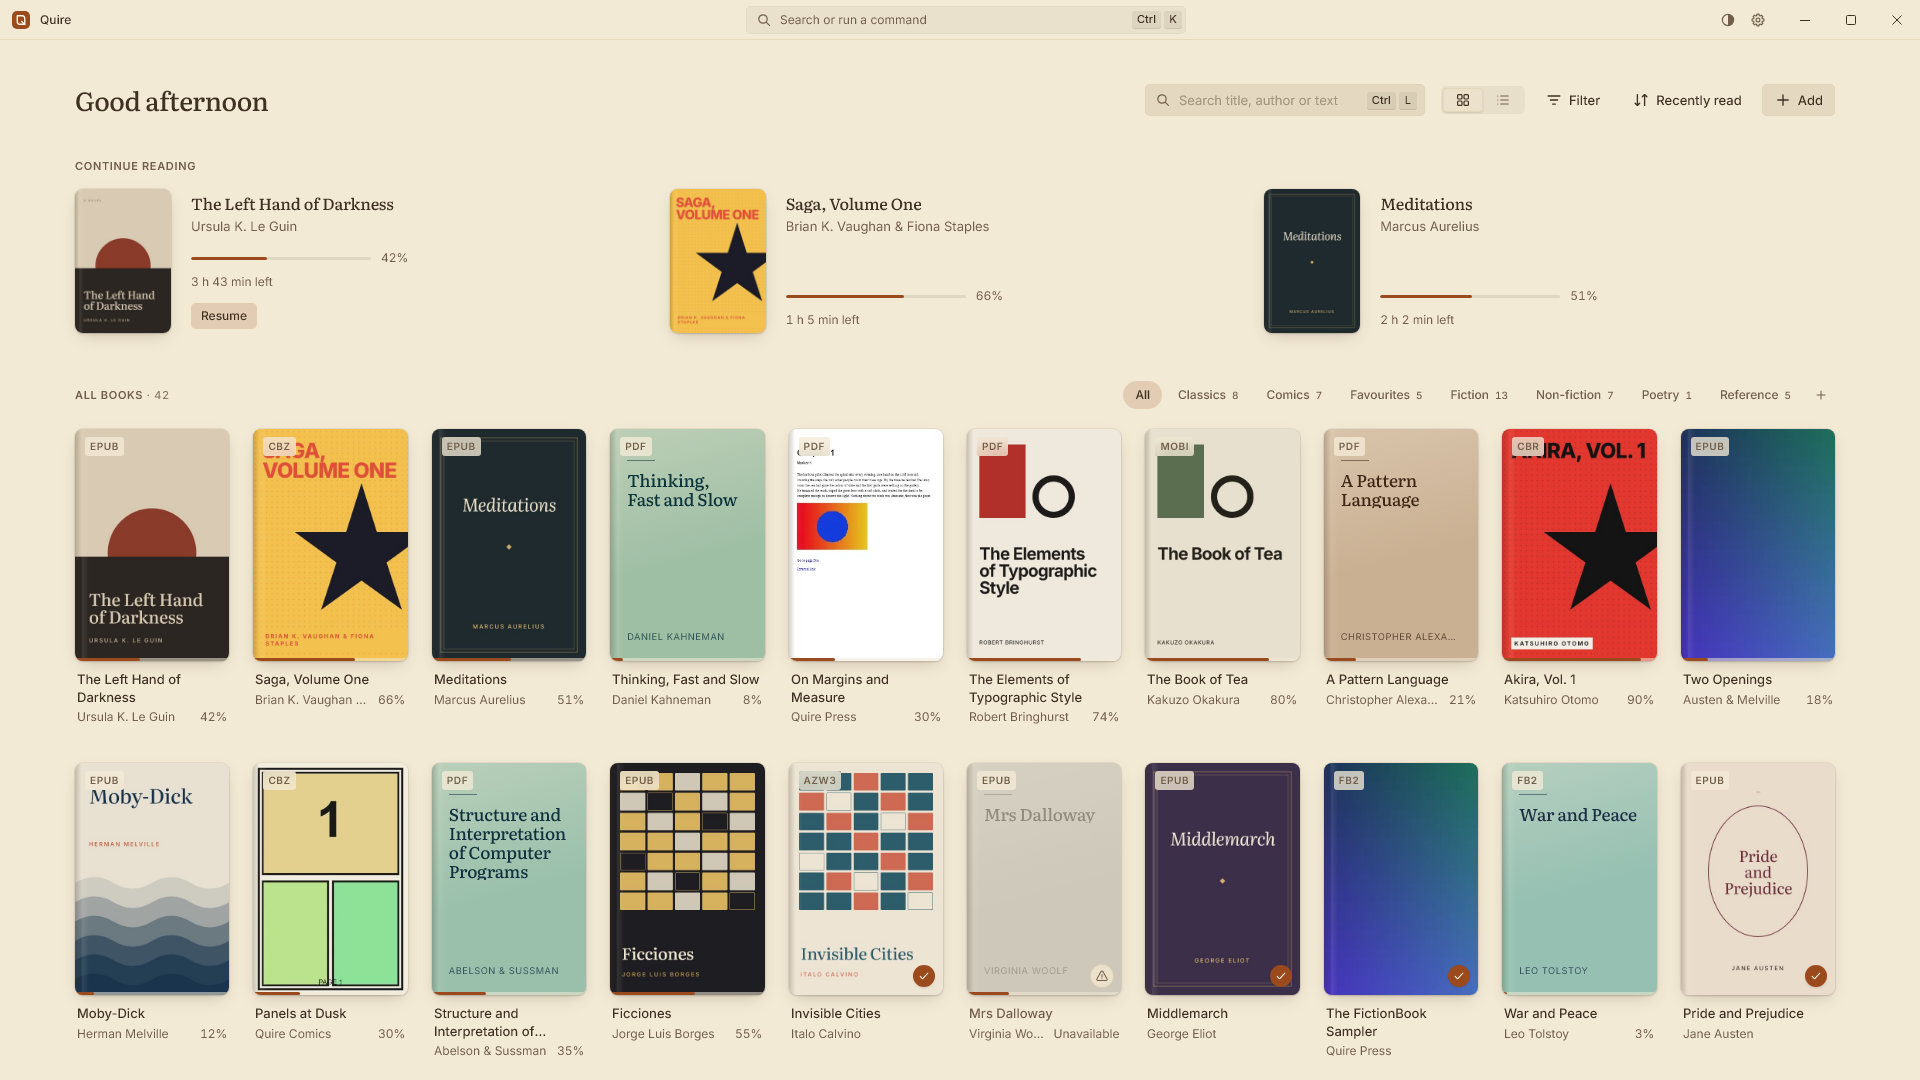 Quire
Search or run a command
Ctrl K
Good afternoon
Search title, author or text
Ctrl L
Filter
Recently read
Add
CONTINUE READING
The Left Hand
of Darkness
URSULA K. LE GUIN
The Left Hand of Darkness
Ursula K. Le Guin
42%
3 h 43 min left
Resume
SAGA,
VOLUME ONE
BRIAN K. VAUGHAN & FIONA
STAPLES
Saga, Volume One
Brian K. Vaughan & Fiona Staples
66%
1 h 5 min left
Meditations
MARCUS AURELIUS
Meditations
Marcus Aurelius
51%
2 h 2 min left
ALL BOOKS · 42
All
Classics 8
Comics 7
Favourites 5
Fiction 13
Non-fiction 7
Poetry 1
Reference 5
EPUB
The Left Hand
of Darkness
URSULA K. LE GUIN
The Left Hand of
Darkness
Ursula K. Le Guin 42%
CBZ
VOLUME ONE
BRIAN K. VAUGHAN & FIONA
STAPLES
Saga, Volume One
Brian K. Vaughan ... 66%
EPUB
Meditations
MARCUS AURELIUS
Meditations
Marcus Aurelius 51%
PDF
Thinking,
Fast and Slow
DANIEL KAHNEMAN
Thinking, Fast and Slow
Daniel Kahneman 8%
PDF
On Margins and
Measure
Quire Press 30%
PDF
The Elements
of Typographic
Style
ROBERT BRINGHURST
The Elements of
Typographic Style
Robert Bringhurst 74%
MOBI
The Book of Tea
KAKUZO OKAKURA
The Book of Tea
Kakuzo Okakura 80%
PDF
A Pattern
Language
CHRISTOPHER ALEXA...
A Pattern Language
Christopher Alexa... 21%
CBR
AKIRA, VOL. 1
KATSUHIRO OTOMO
Akira, Vol. 1
Katsuhiro Otomo 90%
EPUB
Two Openings
Austen & Melville 18%
EPUB
Moby-Dick
HERMAN MELVILLE
Moby-Dick
Herman Melville 12%
CBZ
1
Panels at Dusk
Quire Comics 30%
PDF
Structure and
Interpretation
of Computer
Programs
ABELSON & SUSSMAN
Structure and
Interpretation of...
Abelson & Sussman 35%
EPUB
Ficciones
JORGE LUIS BORGES
Ficciones
Jorge Luis Borges 55%
AZW3
Invisible Cities
ITALO CALVINO
Invisible Cities
Italo Calvino
EPUB
Mrs Dalloway
VIRGINIA WOOLF
Mrs Dalloway
Virginia Wo... Unavailable
EPUB
Middlemarch
GEORGE ELIOT
Middlemarch
George Eliot
FB2
The FictionBook
Sampler
Quire Press
FB2
War and Peace
LEO TOLSTOY
War and Peace
Leo Tolstoy 3%
EPUB
Pride
and
Prejudice
JANE AUSTEN
Pride and Prejudice
Jane Austen